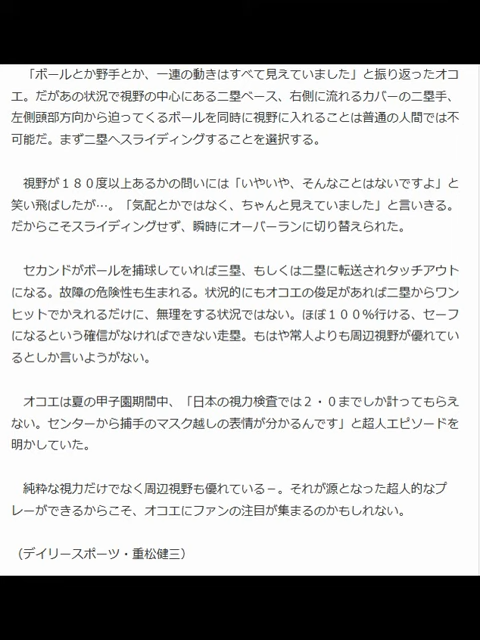 「ボールとか野手とか、一連の動きはすべて見えていました」と振り返ったオコ
エ。だがあの状況で視野の中心にある二塁ベース、右側に流れるカバーの二塁手、
左側頭部方向から迫ってくるボールを同時に視野に入れることは普通の人間では不
可能だ。まず二塁へスライディングすることを選択する。
視野が１８０度以上あるかの問いには「いやいや、そんなことはないですよ」と
笑い飛ばしたが…。「気配とかではなく、ちゃんと見えていました」と言いきる。
だからこそスライディングせず、瞬時にオーバーランに切り替えられた。
セカンドがボールを捕球していれば三塁、もしくは二塁に転送されタッチアウト
になる。故障の危険性も生まれる。状況的にもオコエの俊足があれば二塁からワン
ヒットでかえれるだけに、無理をする状況ではない。ほぼ１００％行ける、セーフ
になるという確信がなければできない走塁。もはや常人よりも周辺視野が優れてい
るとしか言いようがない。
オコエは夏の甲子園期間中、「日本の視力検査では２・０までしか計ってもらえ
ない。センターから捕手のマスク越しの表情が分かるんです」と超人エピソードを
明かしていた。
純粋な視力だけでなく周辺視野も優れている－。それが源となった超人的なプ
レーができるからこそ、オコエにファンの注目が集まるのかもしれない。
（デイリースポーツ・重松健三）